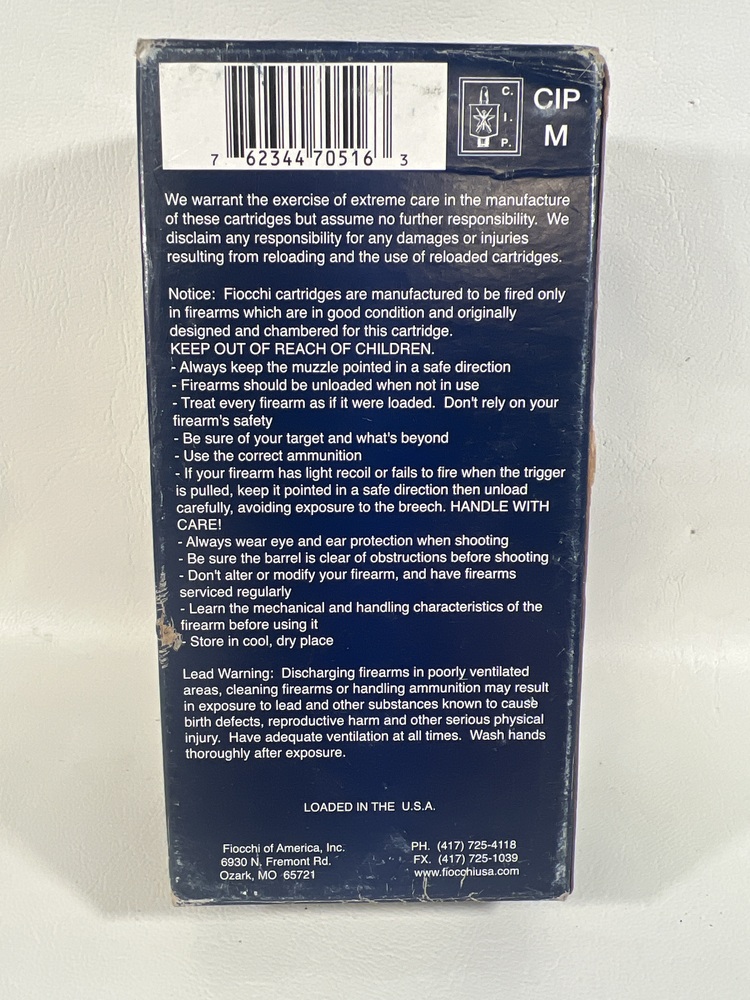 7 62344 70516 3
C.
I.
P.
CIP
M
We warrant the exercise of extreme care in the manufacture
of these cartridges but assume no further responsibility.  We
disclaim any responsibility for any damages or injuries
resulting from reloading and the use of reloaded cartridges.
Notice:  Fiocchi cartridges are manufactured to be fired only
in firearms which are in good condition and originally
designed and chambered for this cartridge.
KEEP OUT OF REACH OF CHILDREN.
- Always keep the muzzle pointed in a safe direction
- Firearms should be unloaded when not in use
- Treat every firearm as if it were loaded.  Don't rely on your
firearm's safety
- Be sure of your target and what's beyond
- Use the correct ammunition
- If your firearm has light recoil or fails to fire when the trigger
is pulled, keep it pointed in a safe direction then unload
carefully, avoiding exposure to the breech. HANDLE WITH
CARE!
- Always wear eye and ear protection when shooting
- Be sure the barrel is clear of obstructions before shooting
- Don't alter or modify your firearm, and have firearms
serviced regularly
- Learn the mechanical and handling characteristics of the
firearm before using it
- Store in cool, dry place
Lead Warning:  Discharging firearms in poorly ventilated
areas, cleaning firearms or handling ammunition may result
in exposure to lead and other substances known to cause
birth defects, reproductive harm and other serious physical
injury.  Have adequate ventilation at all times.  Wash hands
thoroughly after exposure.
LOADED IN THE  U.S.A.
Fiocchi of America, Inc.
6930 N. Fremont Rd.
Ozark, MO  65721
PH.  (417) 725-4118
FX.  (417) 725-1039
www.fiocchiusa.com